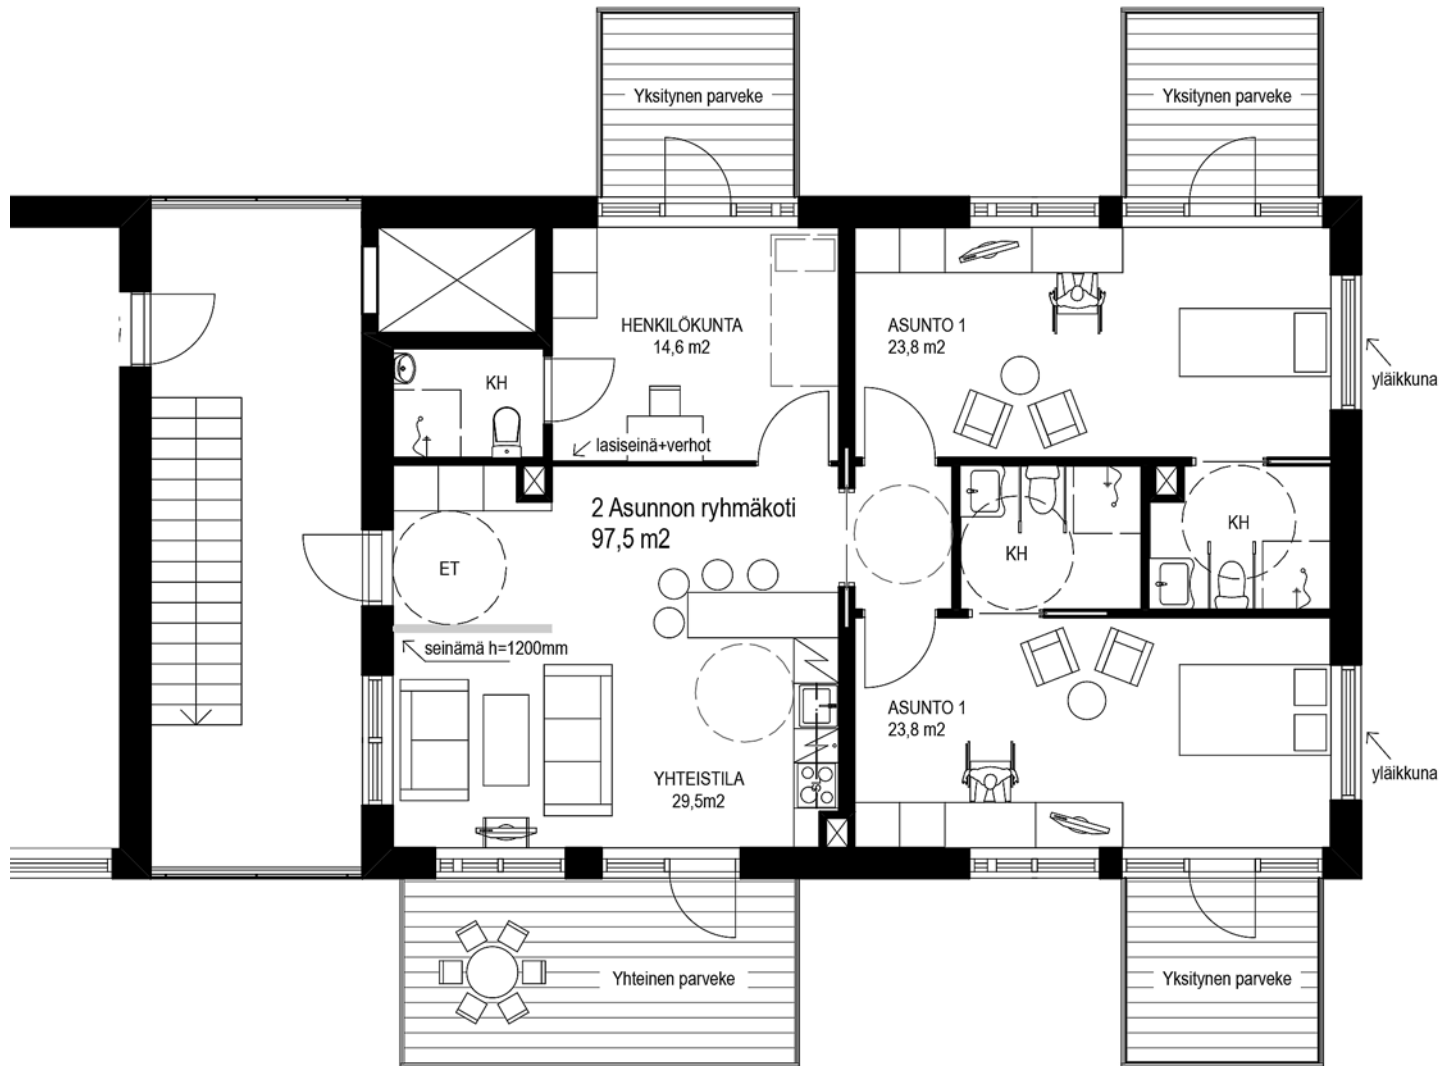 Yksitynen parveke
Yksitynen parveke
HENKILÖKUNTA
14,6 m2
ASUNTO 1
23,8 m2
yläikkuna
KH
lasiseinä+verhot
2 Asunnon ryhmäkoti
97,5 m2
KH
KH
ET
seinämä h=1200mm
ASUNTO 1
23,8 m2
yläikkuna
YHTEISTILA
29,5m2
Yhteinen parveke
Yksitynen parveke